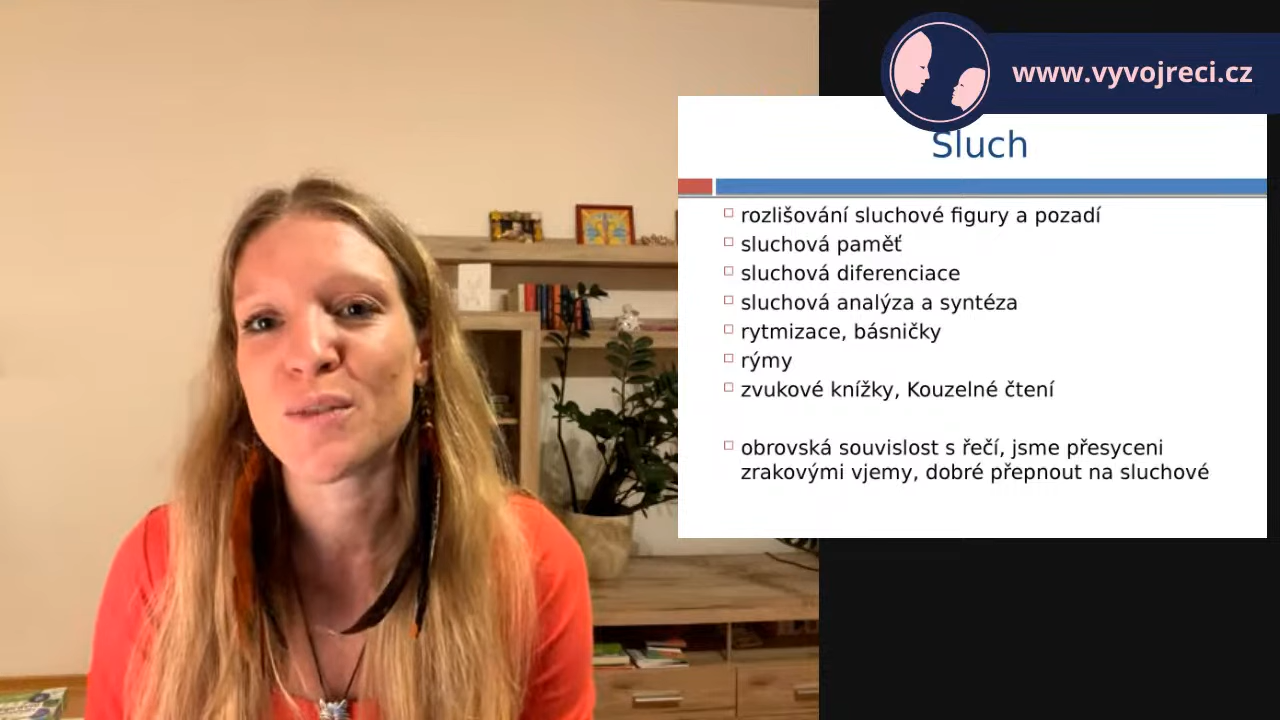 www.vyvojreci.cz
Sluch
rozlišování sluchové figury a pozadí
sluchová paměť
sluchová diferenciace
sluchová analýza a syntéza
rytmizace, básničky
rýmy
zvukové knížky, Kouzelné čtení
obrovská souvislost s řečí, jsme přesyceni
zrakovými vjemy, dobré přepnout na sluchové